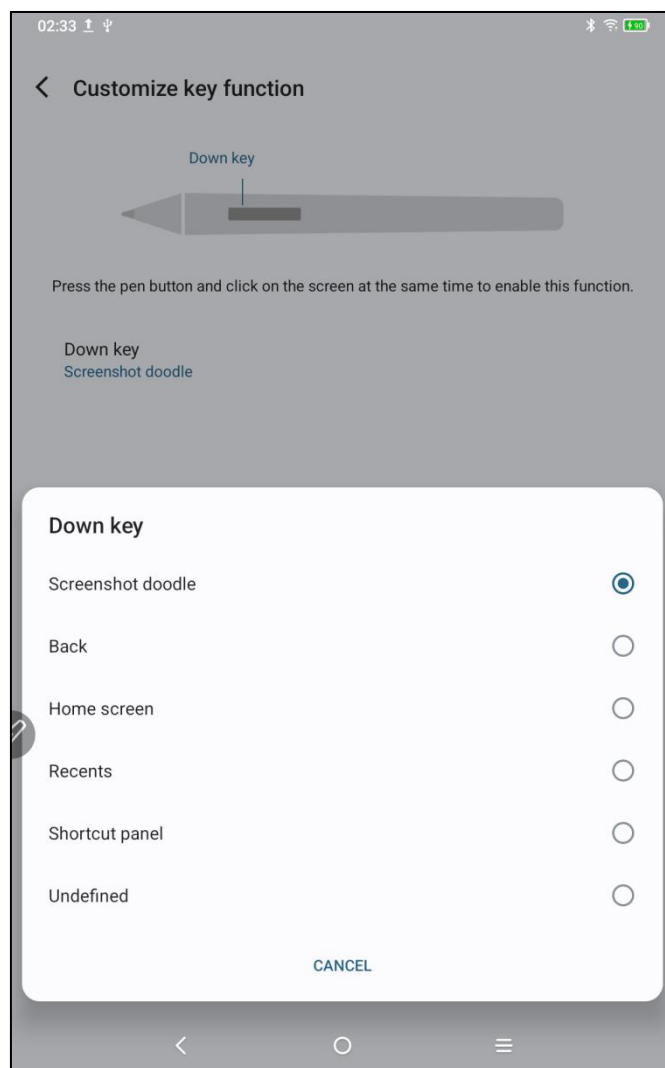 02:33
90
Customize key function
Down key
Press the pen button and click on the screen at the same time to enable this function.
Down key
Screenshot doodle
Down key
Screenshot doodle
Back
Home screen
Recents
Shortcut panel
Undefined
CANCEL